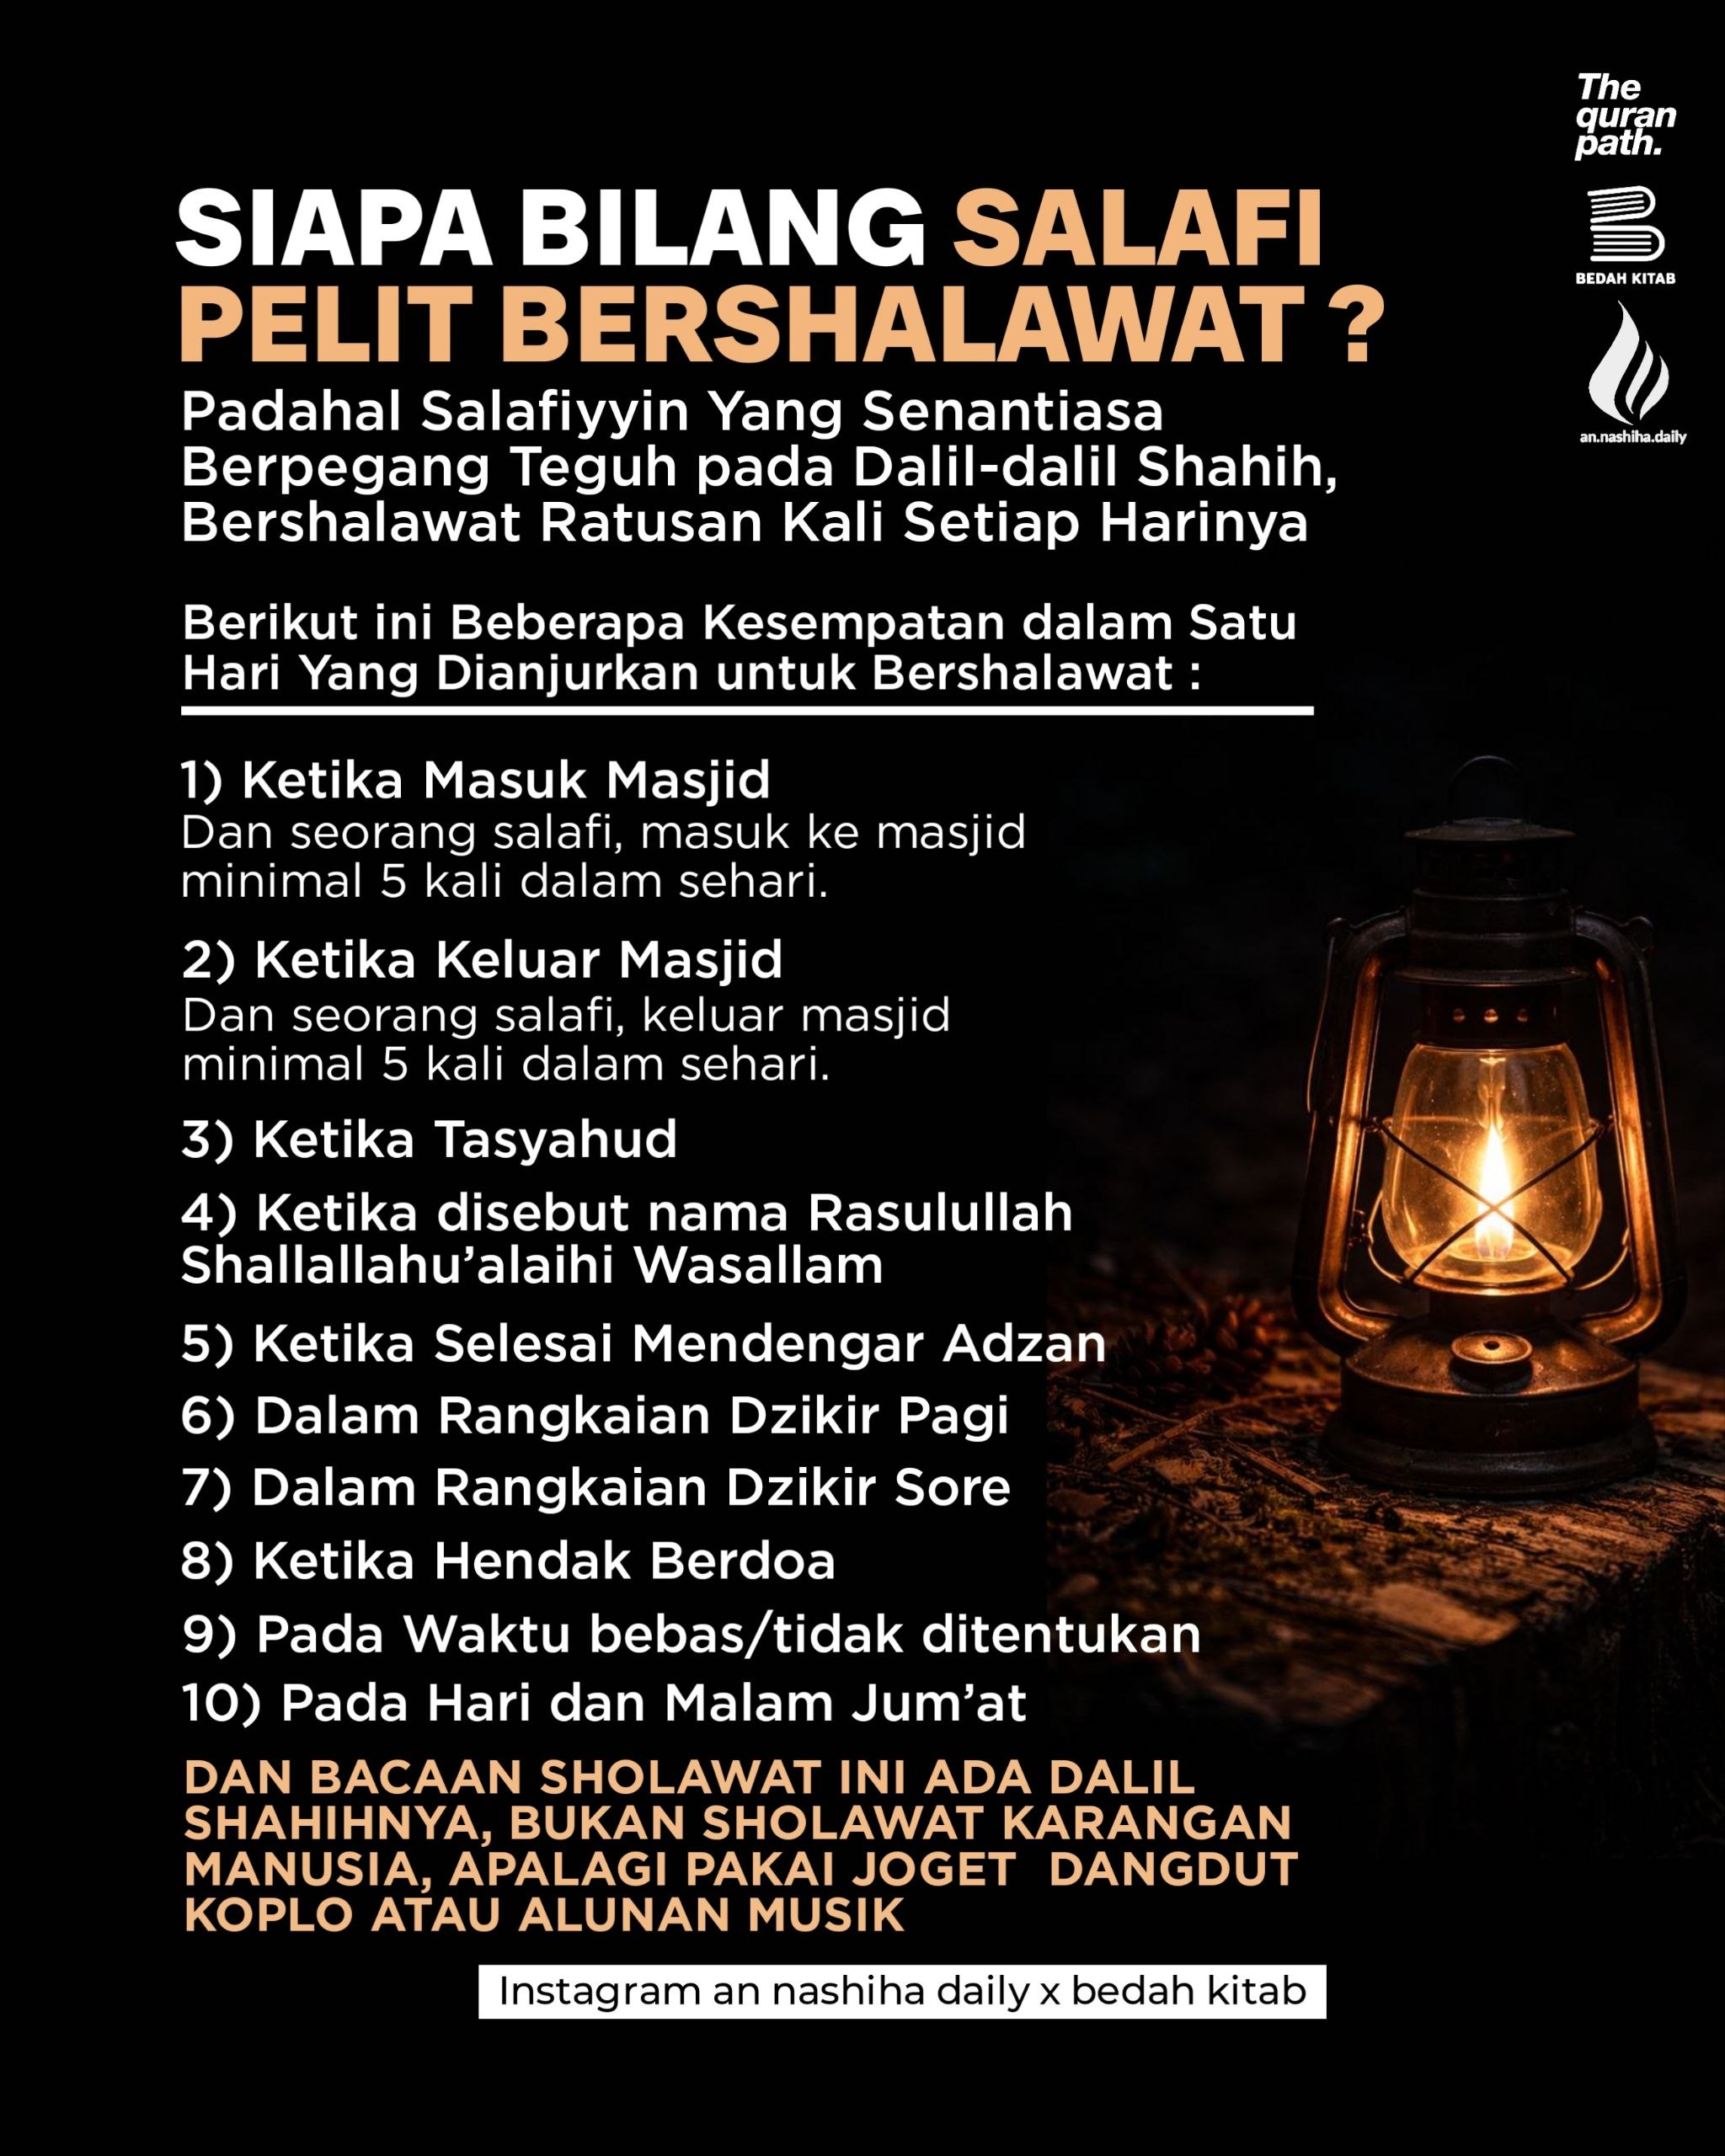 The
quran
path.
BEDAH KITAB
an.nashiha.daily
SIAPA BILANG SALAFI
PELIT BERSHALAWAT ?
Padahal Salafiyyin Yang Senantiasa
Berpegang Teguh pada Dalil-dalil Shahih,
Bershalawat Ratusan Kali Setiap Harinya
Berikut ini Beberapa Kesempatan dalam Satu
Hari Yang Dianjurkan untuk Bershalawat :
1) Ketika Masuk Masjid
Dan seorang salafi, masuk ke masjid
minimal 5 kali dalam sehari.
2) Ketika Keluar Masjid
Dan seorang salafi, keluar masjid
minimal 5 kali dalam sehari.
3) Ketika Tasyahud
4) Ketika disebut nama Rasulullah
Shallallahu’alaihi Wasallam
5) Ketika Selesai Mendengar Adzan
6) Dalam Rangkaian Dzikir Pagi
7) Dalam Rangkaian Dzikir Sore
8) Ketika Hendak Berdoa
9) Pada Waktu bebas/tidak ditentukan
10) Pada Hari dan Malam Jum’at
DAN BACAAN SHOLAWAT INI ADA DALIL
SHAHIHNYA, BUKAN SHOLAWAT KARANGAN
MANUSIA, APALAGI PAKAI JOGET DANGDUT
KOPLO ATAU ALUNAN MUSIK
Instagram an nashiha daily x bedah kitab